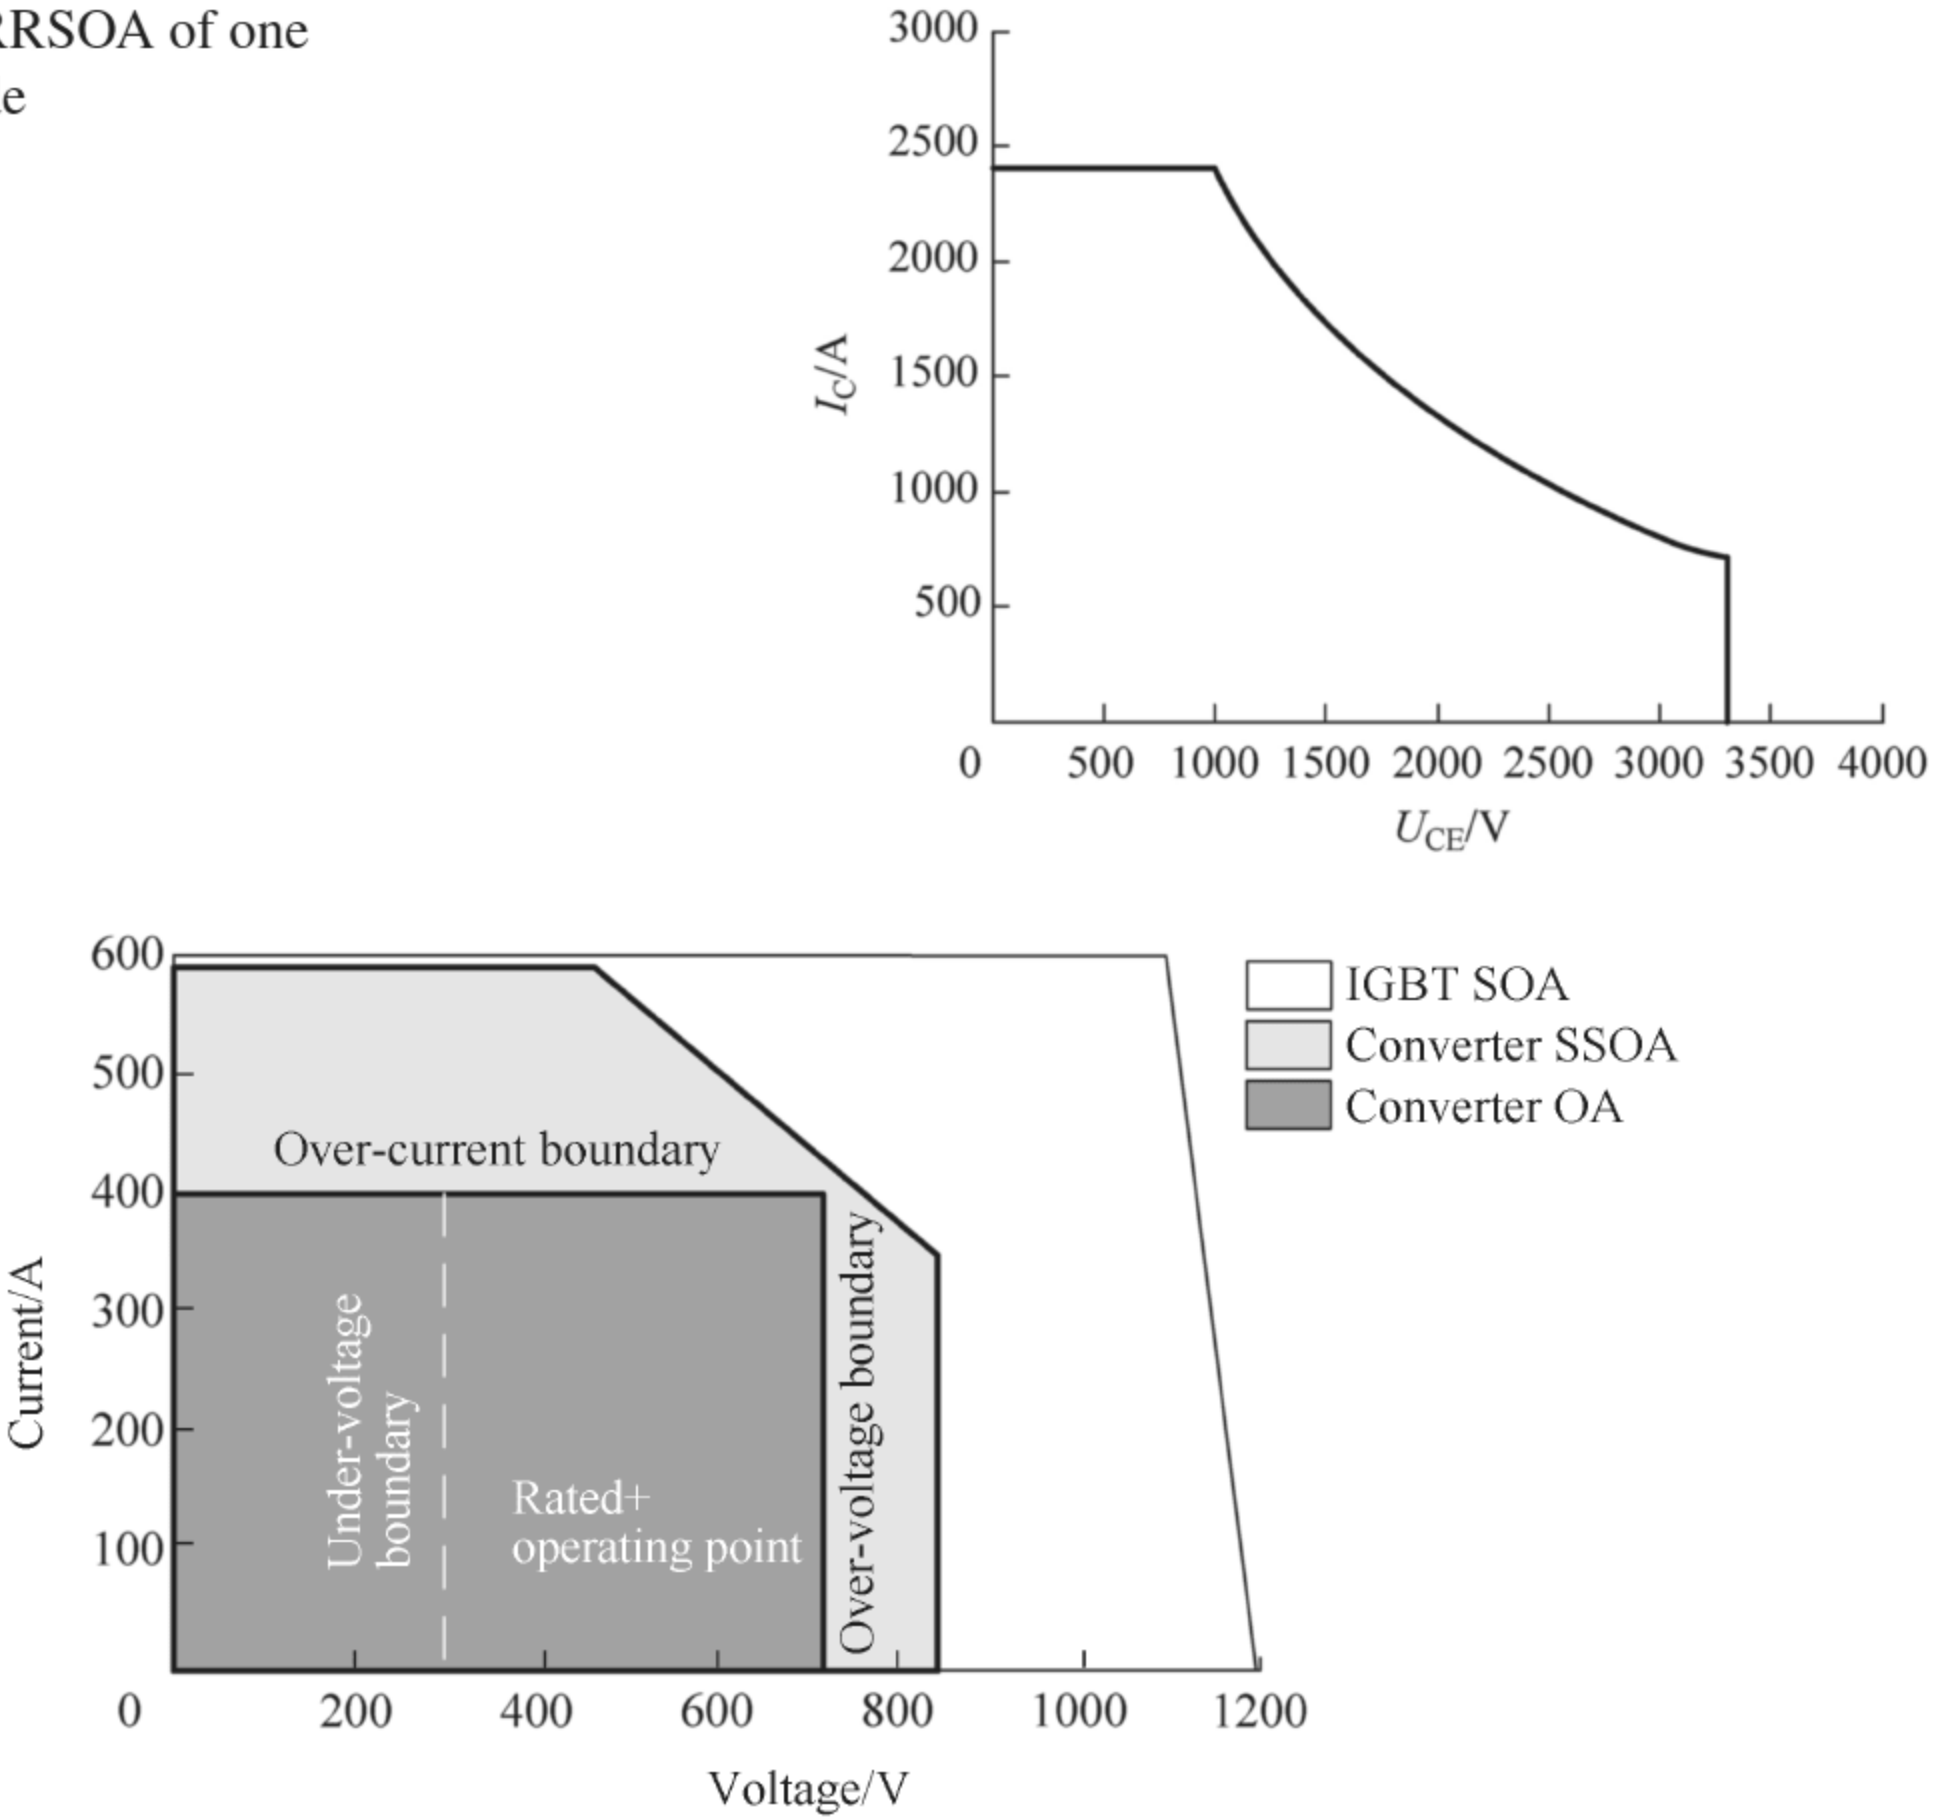 RRSOA of one
3000
2500
2000
1500
1000
500
I_C/A
0 500 1000 1500 2000 2500 3000 3500 4000
U_CE/V
600
500
400
300
200
100
Current/A
0 200 400 600 800 1000 1200
Voltage/V
Over-current boundary
Under-voltage
boundary
Rated+
operating point
Over-voltage boundary
IGBT SOA
Converter SSOA
Converter OA